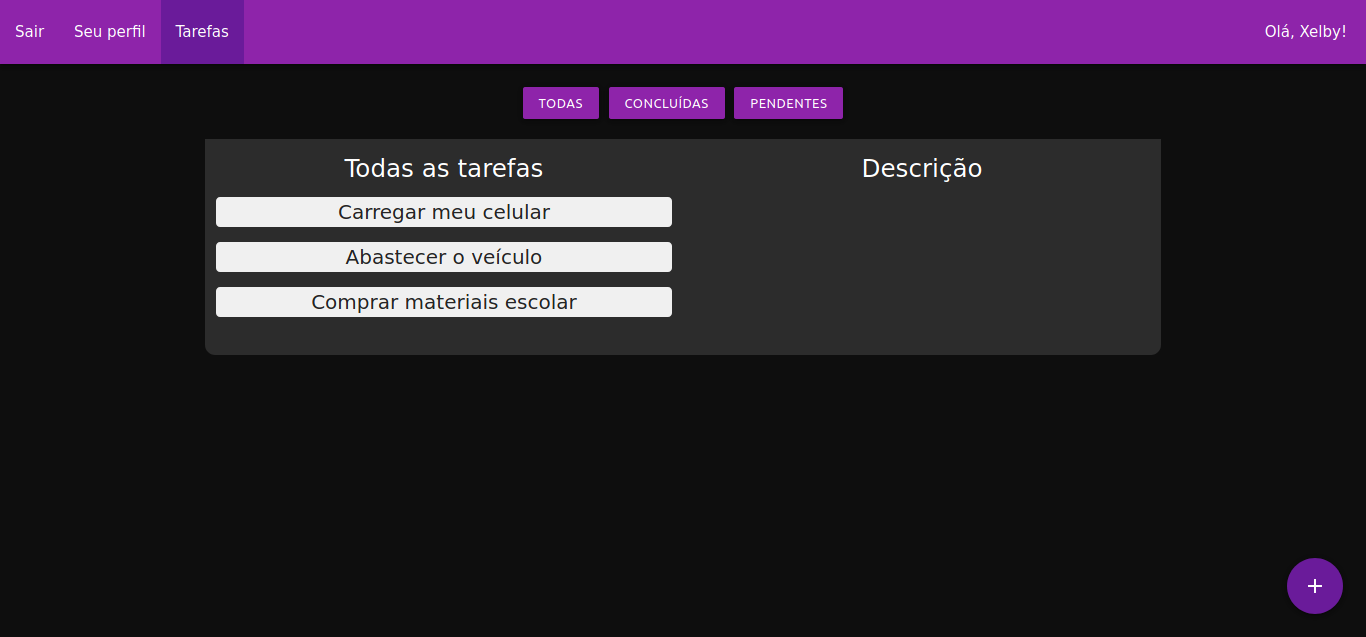 Sair Seu perfil Tarefas Olá, Xelby!
TODAS CONCLUÍDAS PENDENTES
Todas as tarefas Descrição
Carregar meu celular
Abastecer o veículo
Comprar materiais escolar
+